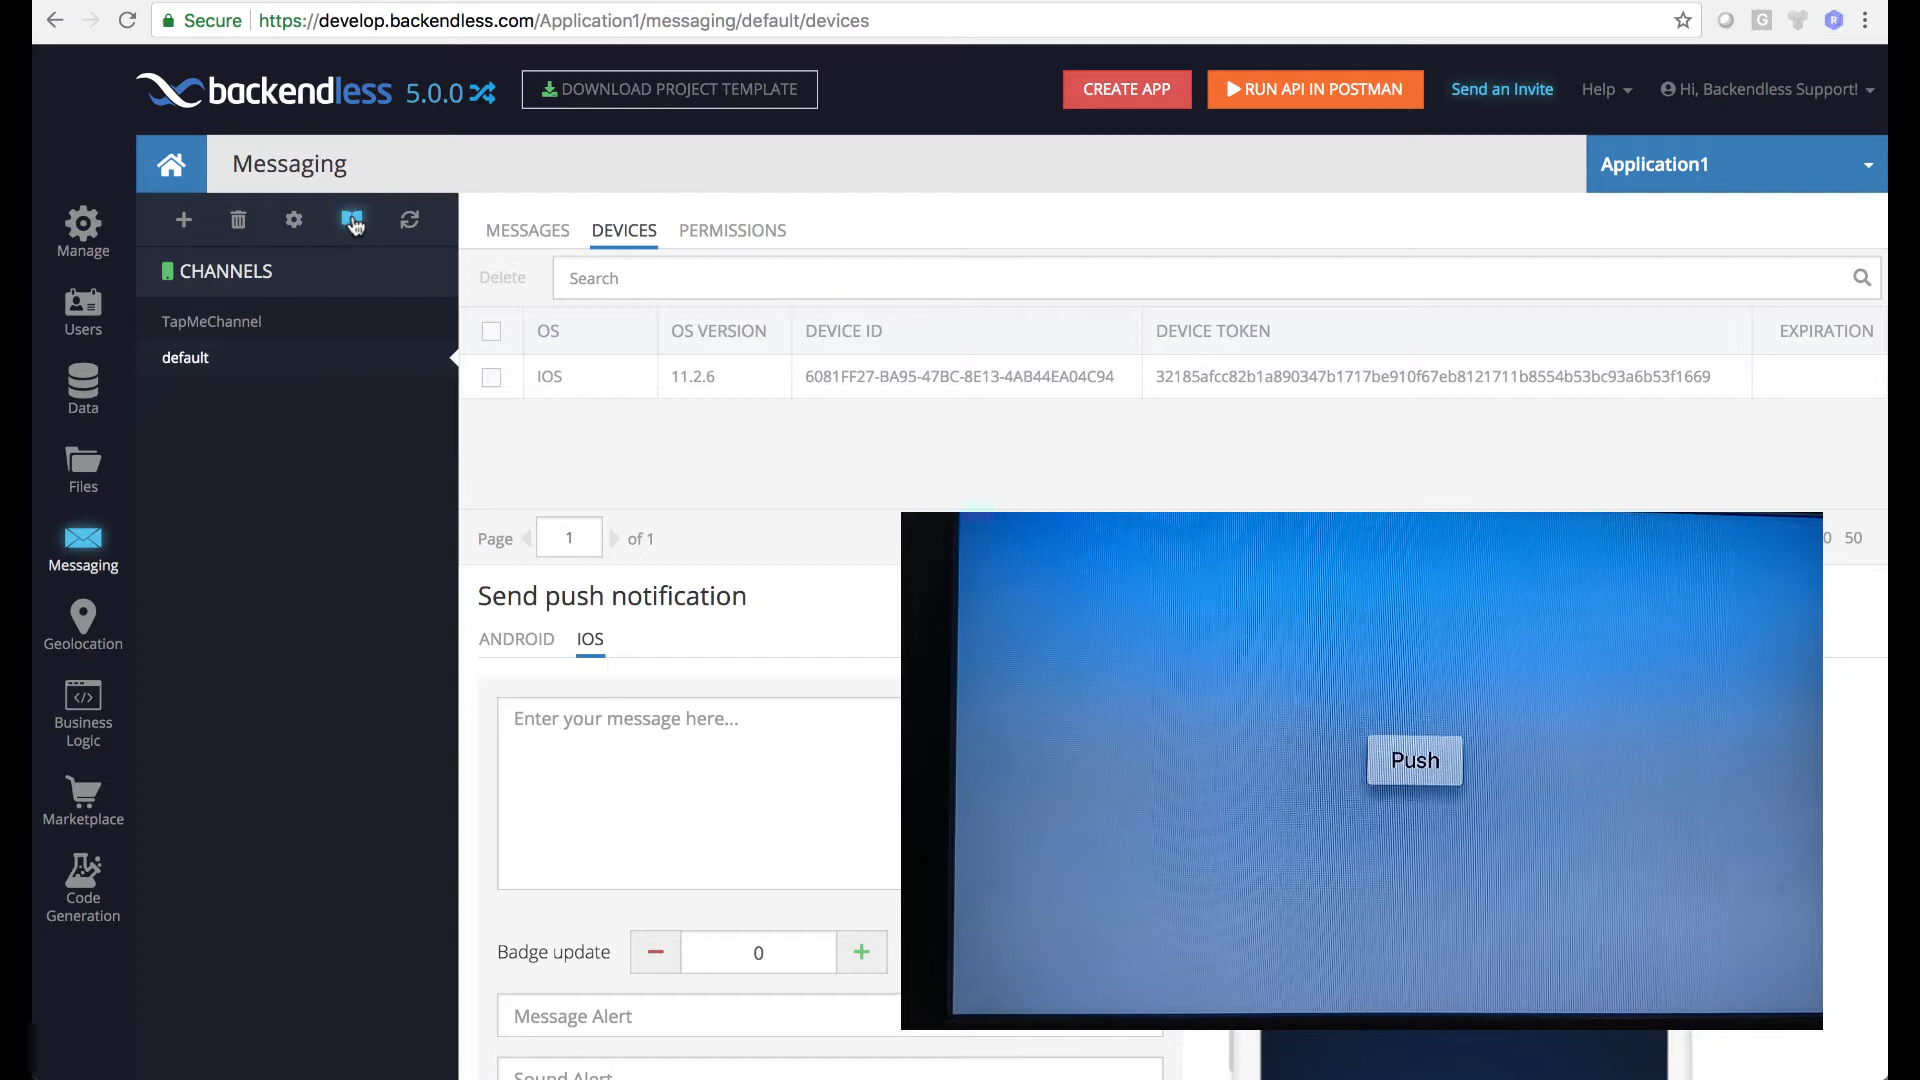 Secure https://develop.backendless.com/Application1/messaging/default/devices
backendless 5.0.0 DOWNLOAD PROJECT TEMPLATE CREATE APP RUN API IN POSTMAN Send an Invite Help Hi, Backendless Support!
Messaging Application1
Manage
Users
Data
Files
Messaging
Geolocation
Business
Logic
Marketplace
Code
Generation
CHANNELS
TapMeChannel
default
MESSAGES DEVICES PERMISSIONS
Delete Search
OS OS VERSION DEVICE ID DEVICE TOKEN EXPIRATION
IOS 11.2.6 6081FF27-BA95-47BC-8E13-4AB44EA04C94 32185afcc82b1a890347b1717be910f67eb8121711b8554b53bc93a6b53f1669
Page 1 of 1 0 50
Send push notification
ANDROID IOS
Enter your message here...
Push
Badge update 0
Message Alert
Sound Alert